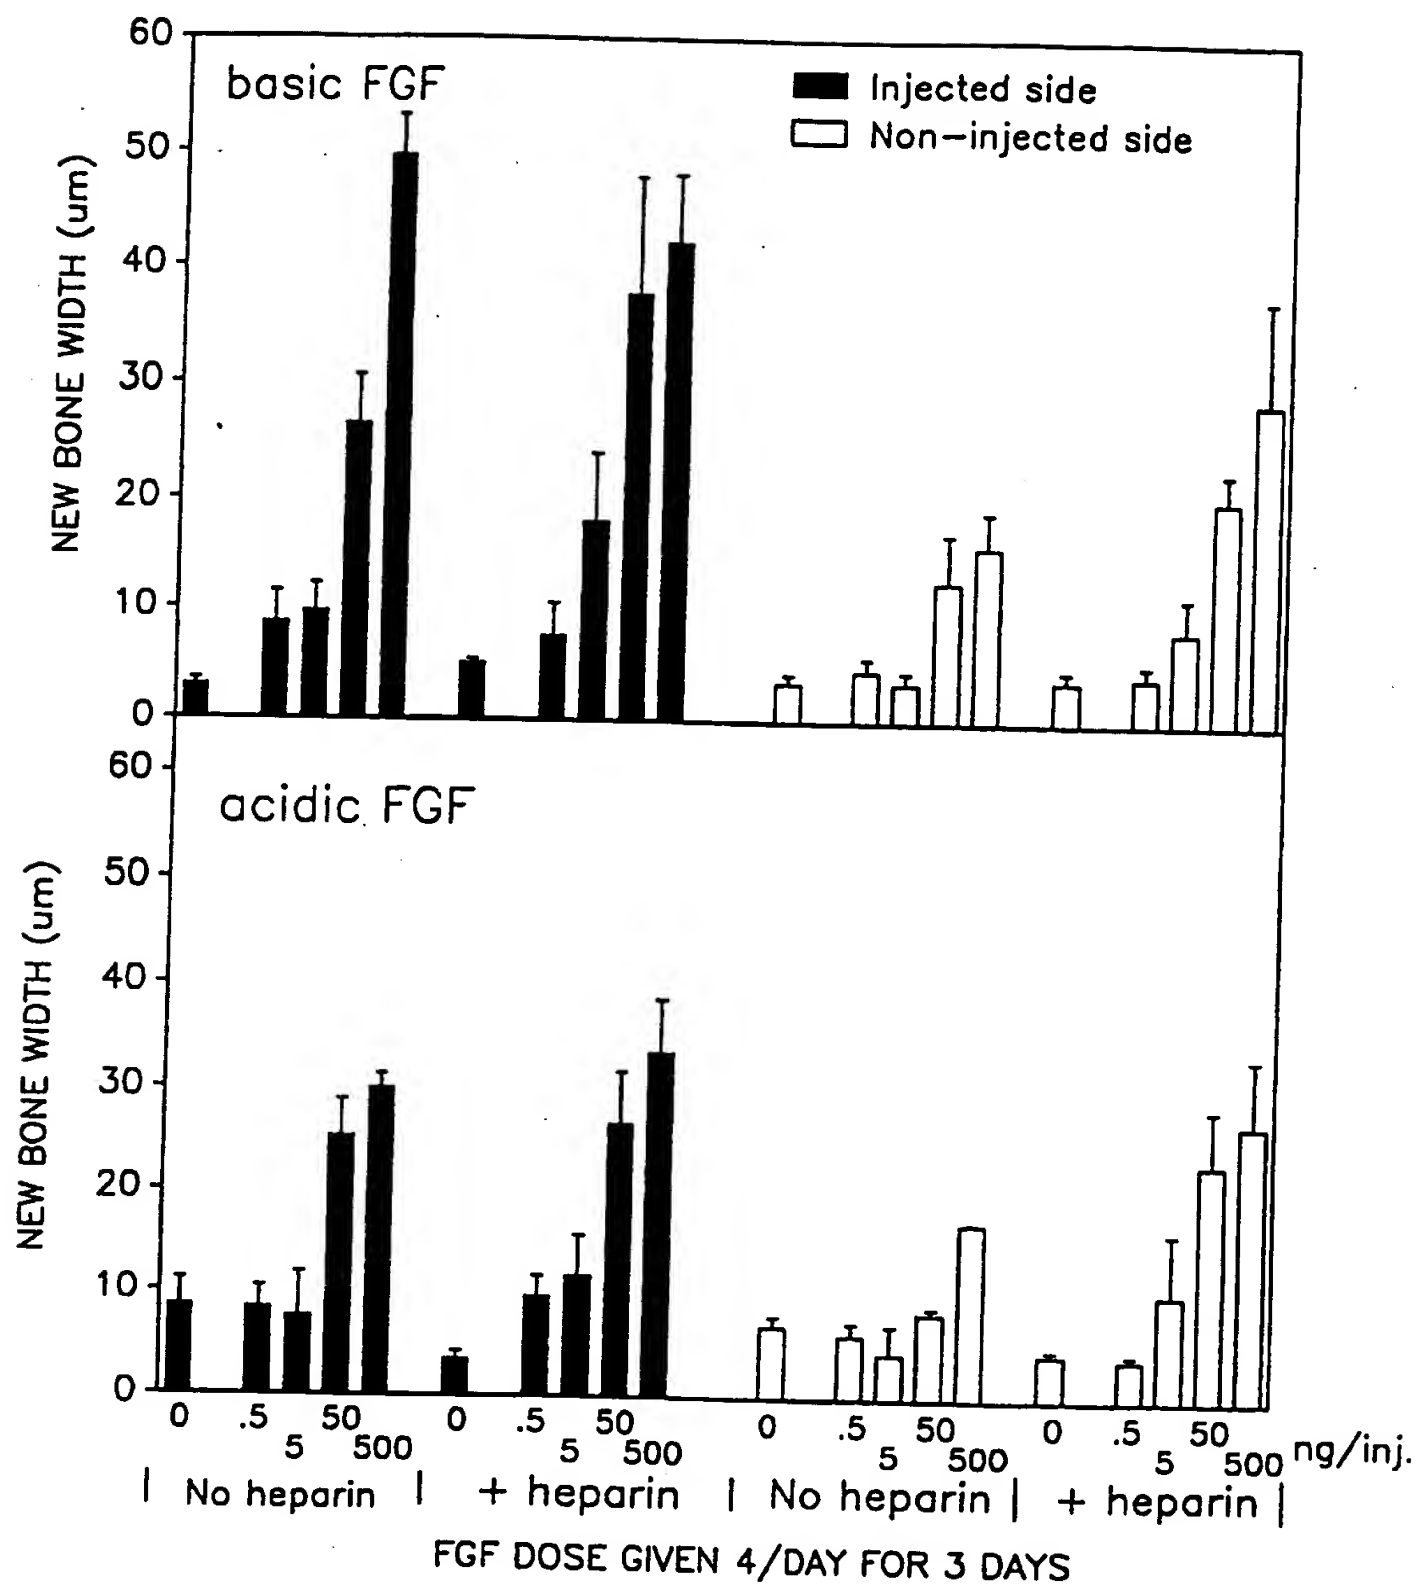 60
basic FGF
Injected side
Non-injected side
50
40
30
20
10
0
NEW BONE WIDTH (um)
60
acidic FGF
50
40
30
20
10
0
NEW BONE WIDTH (um)
0 .5 50 0 .5 50 0 .5 50 0 .5 50
5 500 5 500 5 500 5 500 ng/inj.
| No heparin | + heparin | No heparin | + heparin |
FGF DOSE GIVEN 4/DAY FOR 3 DAYS